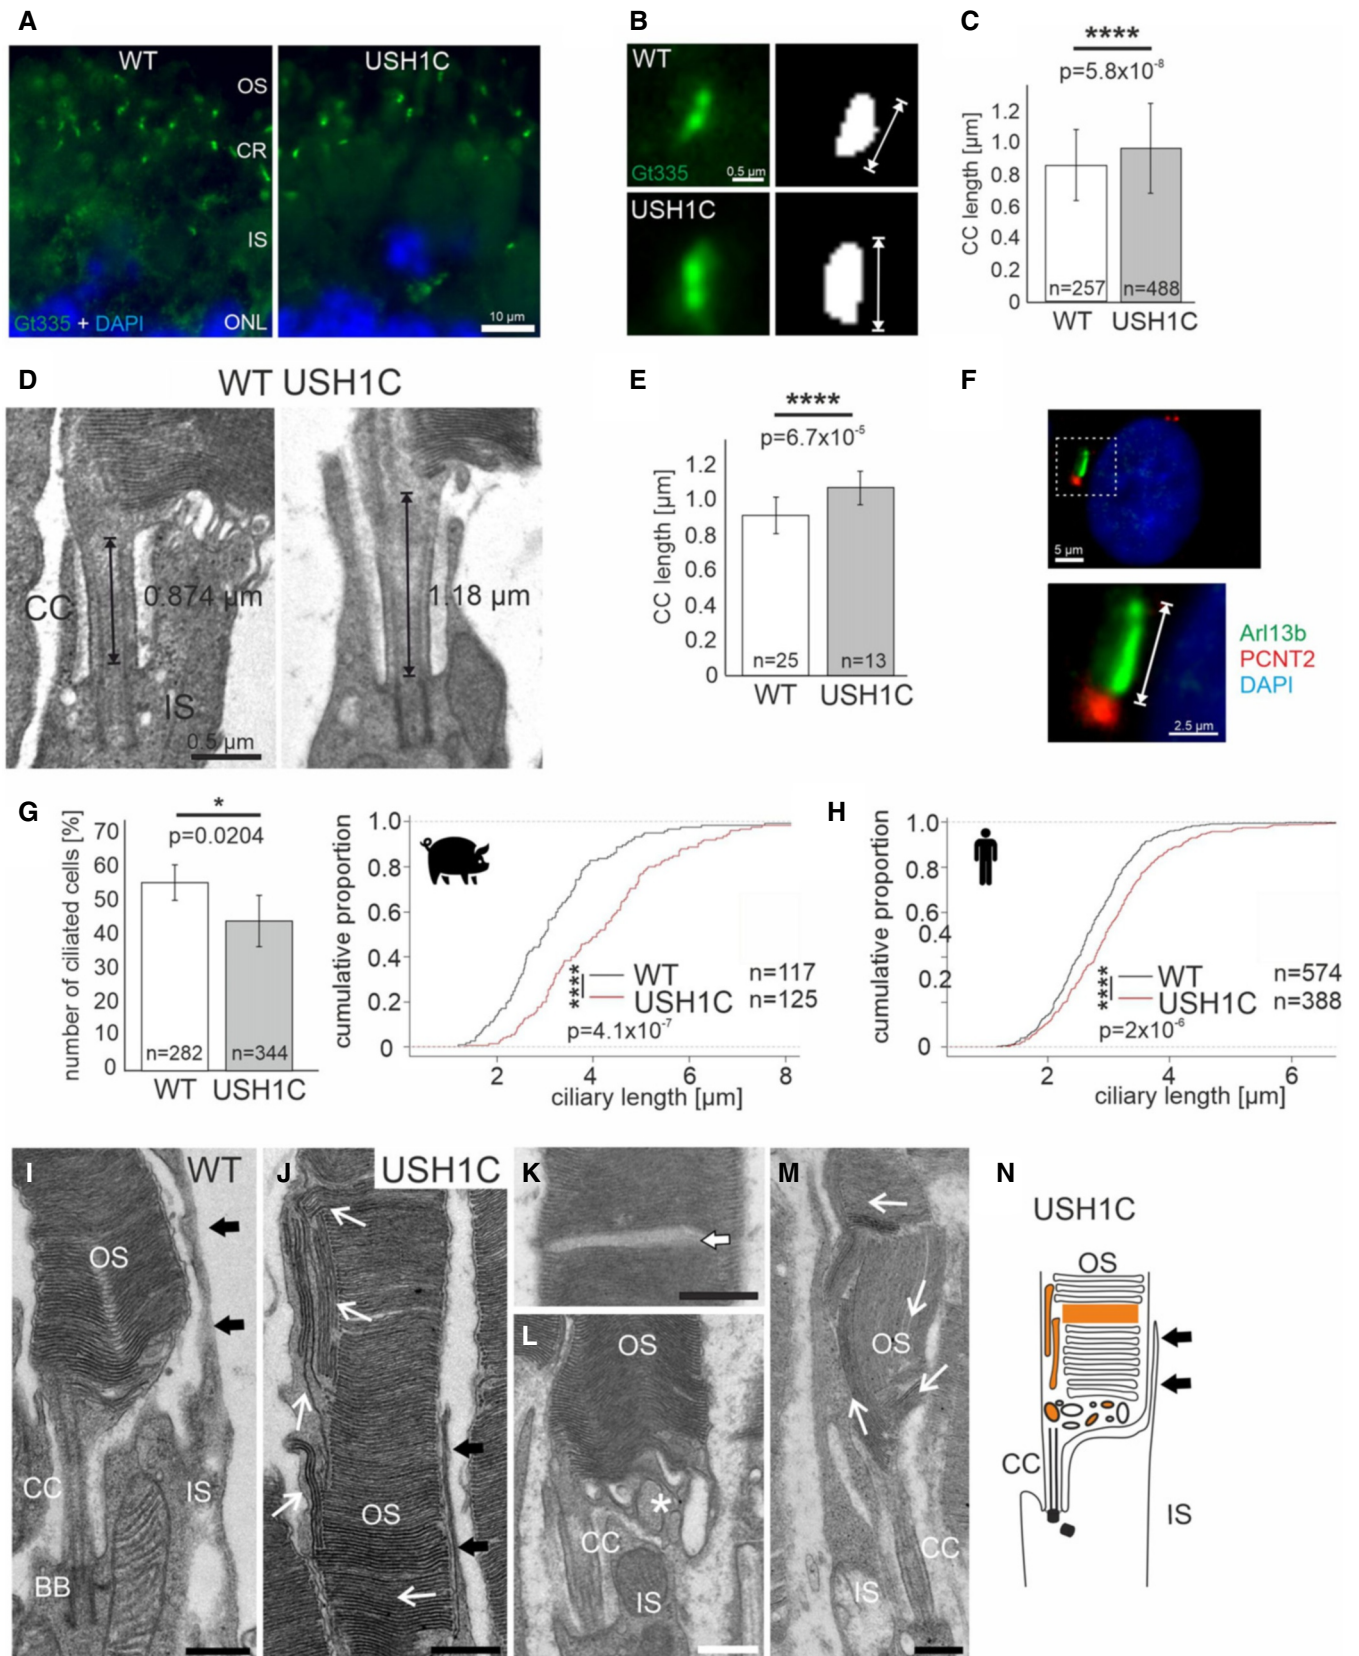 A
WT
USH1C
OS
CR
IS
ONL
Gt335 + DAPI
10 µm
B
WT
Gt335
0.5 µm
USH1C
C
****
p=5.8x10-8
CC length [µm]
1.2
1.0
0.8
0.6
0.4
0.2
0
n=257
n=488
WT
USH1C
D
WT USH1C
CC
0.874 µm
IS
0.5 µm
1.18 µm
E
****
p=6.7x10-5
CC length [µm]
1.2
1.0
0.8
0.6
0.4
0.2
0
n=25
n=13
WT
USH1C
F
5 µm
2.5 µm
Arl13b
PCNT2
DAPI
G
*
p=0.0204
number of ciliated cells [%]
70
60
50
40
30
20
10
0
n=282
n=344
WT
USH1C
cumulative proportion
1.0
0.8
0.6
0.4
0.2
0
****
WT n=117
USH1C n=125
p=4.1x10-7
2 4 6 8
ciliary length [µm]
H
cumulative proportion
1.0
0.8
0.6
0.4
0.2
0
****
WT n=574
USH1C n=388
p=2x10-6
2 4 6
ciliary length [µm]
I
WT
OS
CC
IS
BB
J
USH1C
OS
K
L
OS
*
CC
IS
M
OS
CC
IS
N
USH1C
OS
CC
IS